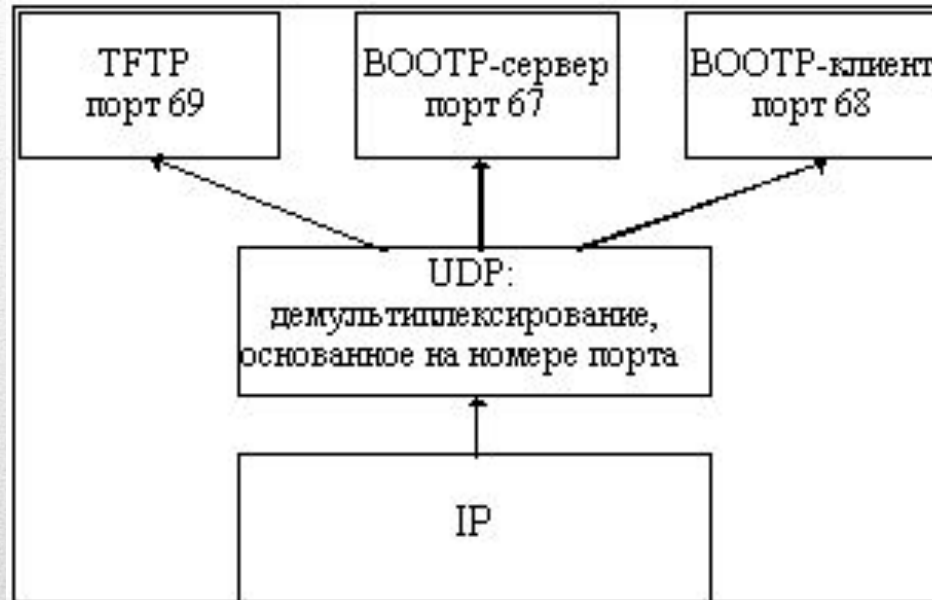 TFTP
порт 69
BOOTP-сервер
порт 67
BOOTP-клиент
порт 68
UDP:
демультиплексирование,
основанное на номере порта
IP